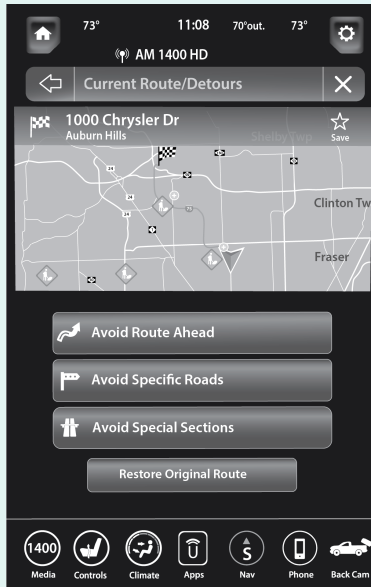 73° 11:08 70°out. 73°
AM 1400 HD
Current Route/Detours
1000 Chrysler Dr
Auburn Hills
Shelby Twp
Save
Clinton Tw
Fraser
Avoid Route Ahead
Avoid Specific Roads
Avoid Special Sections
Restore Original Route
1400
S
Media Controls Climate Apps Nav Phone Back Cam